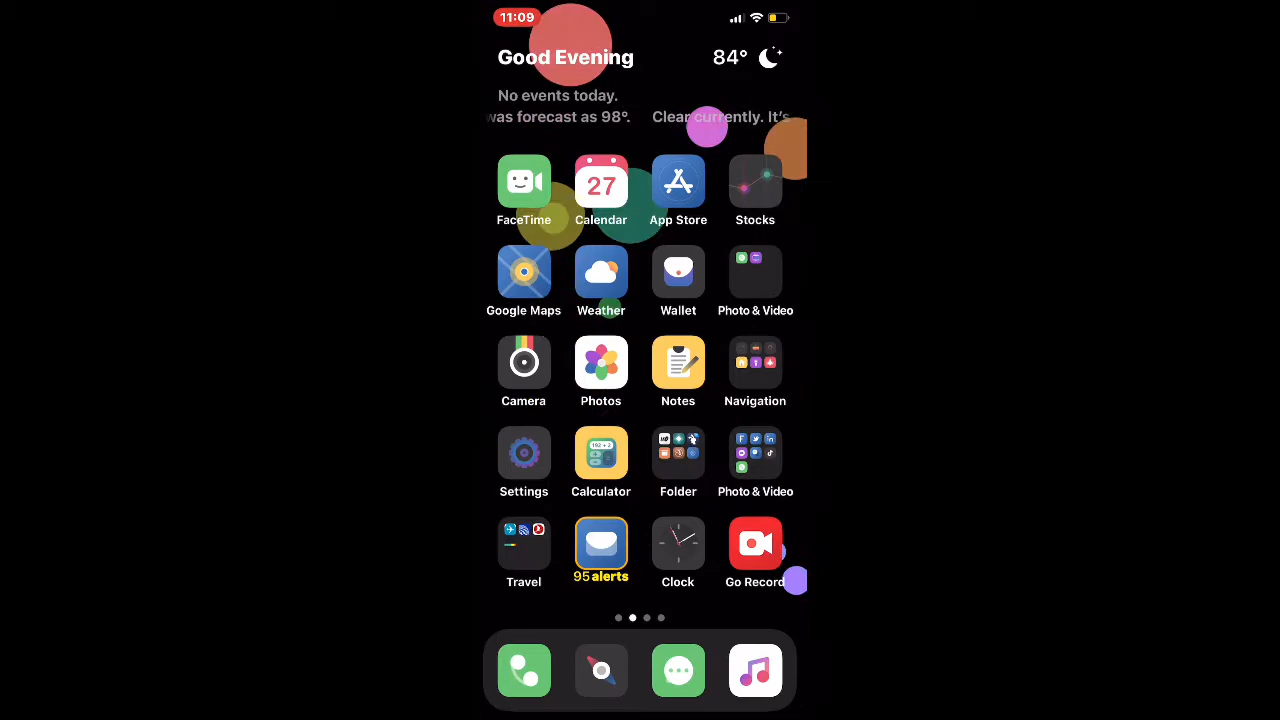 11:09
Good Evening
84°
No events today.
was forecast as 98°. Clear currently. It's
27
FaceTime
Calendar
App Store
Stocks
Google Maps
Weather
Wallet
Photo & Video
Camera
Photos
Notes
Navigation
192 ÷ 2
Settings
Calculator
Folder
Photo & Video
95 alerts
Travel
Clock
Go Record